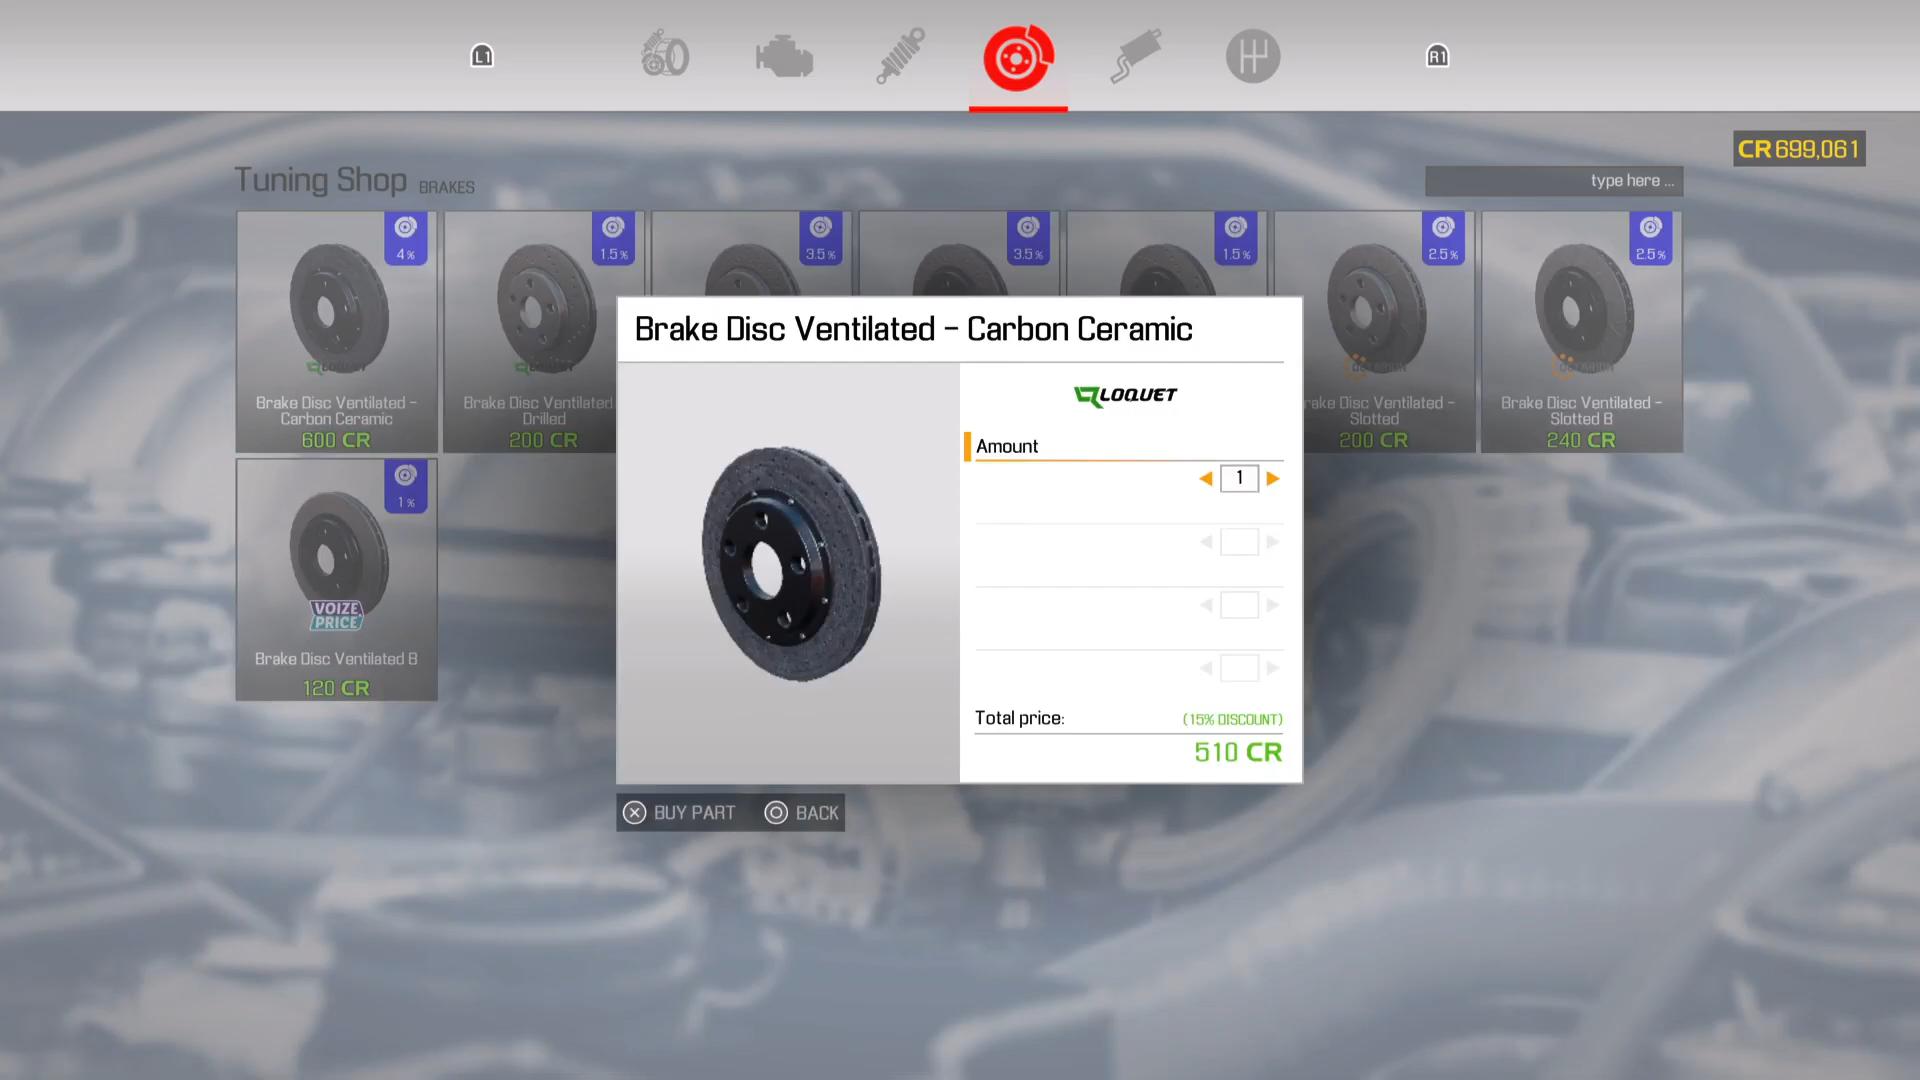 L1
R1
CR 699,061
Tuning Shop BRAKES
type here ...
4%
1.5%
3.5%
3.5%
1.5%
2.5%
2.5%
Brake Disc Ventilated -
Carbon Ceramic
600 CR
Brake Disc Ventilated
Drilled
200 CR
rake Disc Ventilated -
Slotted
200 CR
Brake Disc Ventilated -
Slotted B
240 CR
1%
VOIZE
PRICE
Brake Disc Ventilated B
120 CR
Brake Disc Ventilated - Carbon Ceramic
LOQUET
Amount
1
Total price:
(15% DISCOUNT)
510 CR
BUY PART
BACK